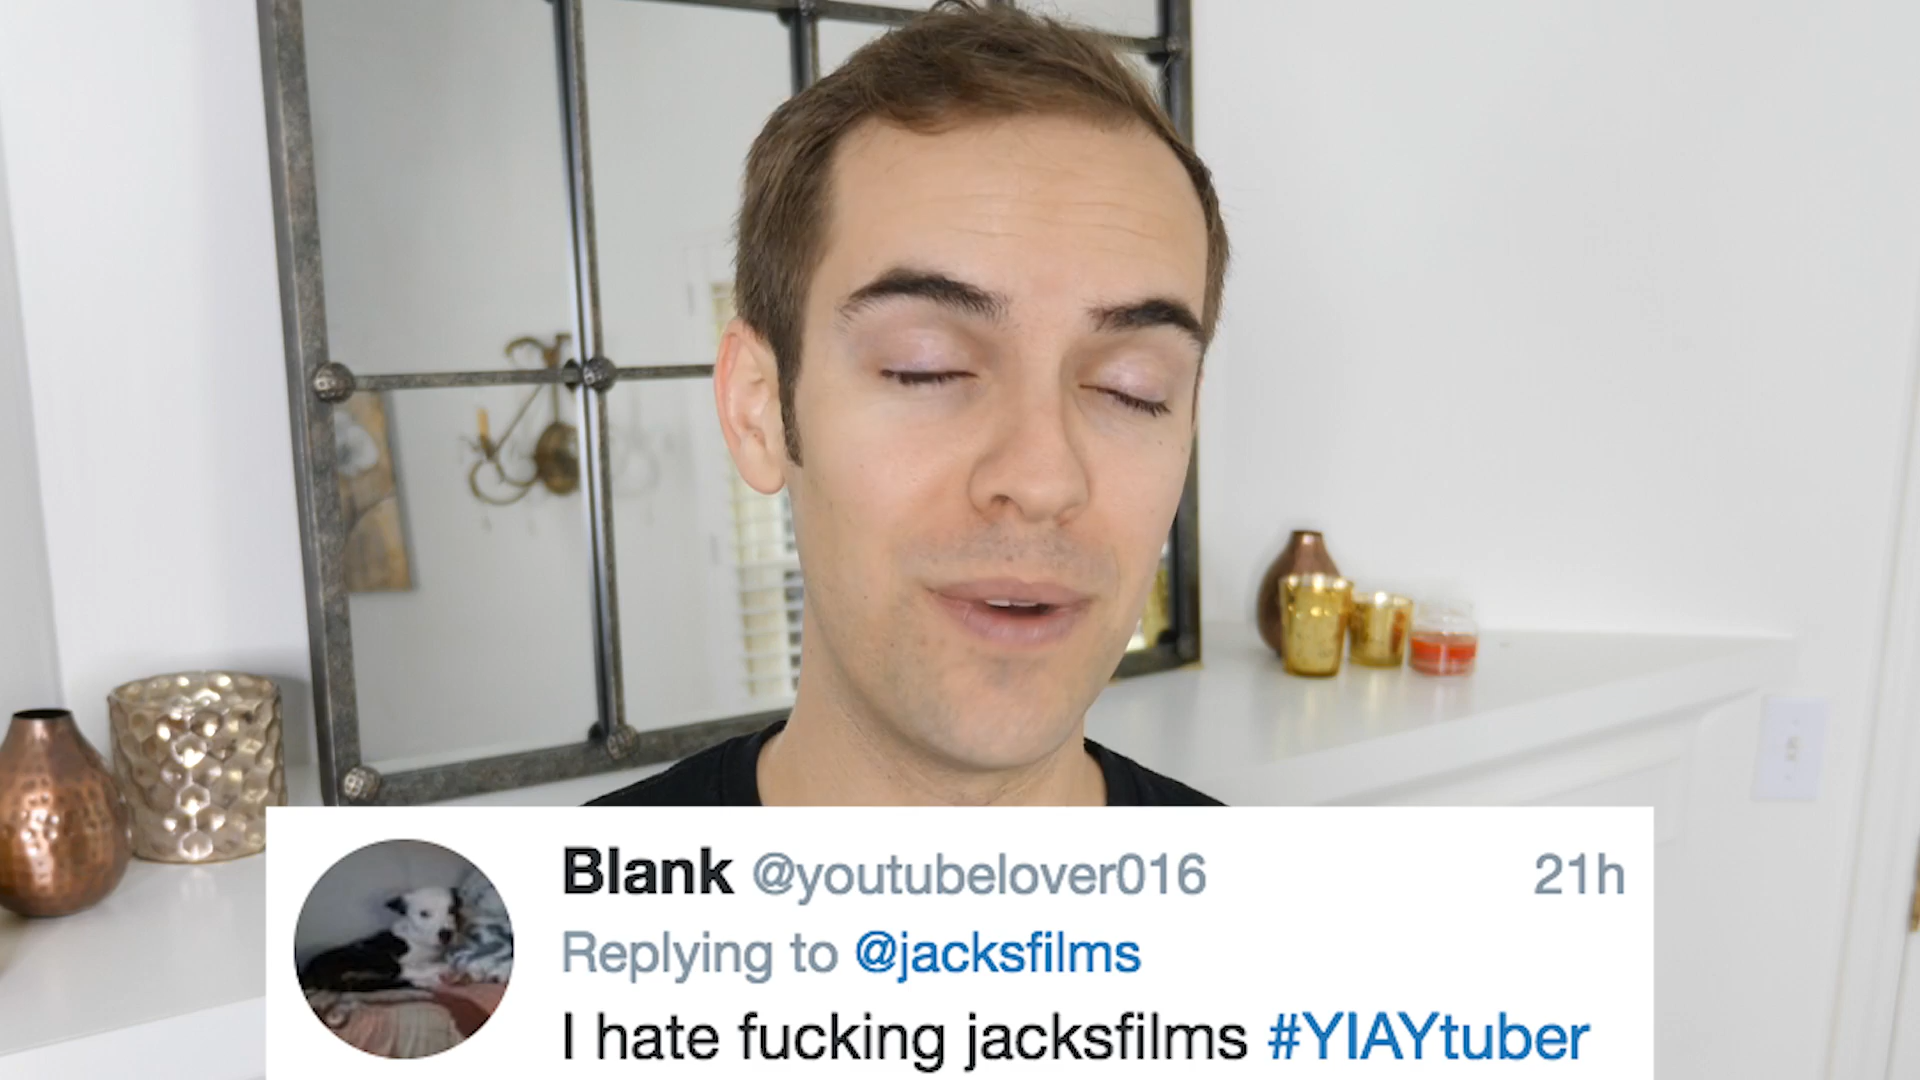 Blank @youtubelover016 21h
Replying to @jacksfilms
I hate fucking jacksfilms #YIAYtuber